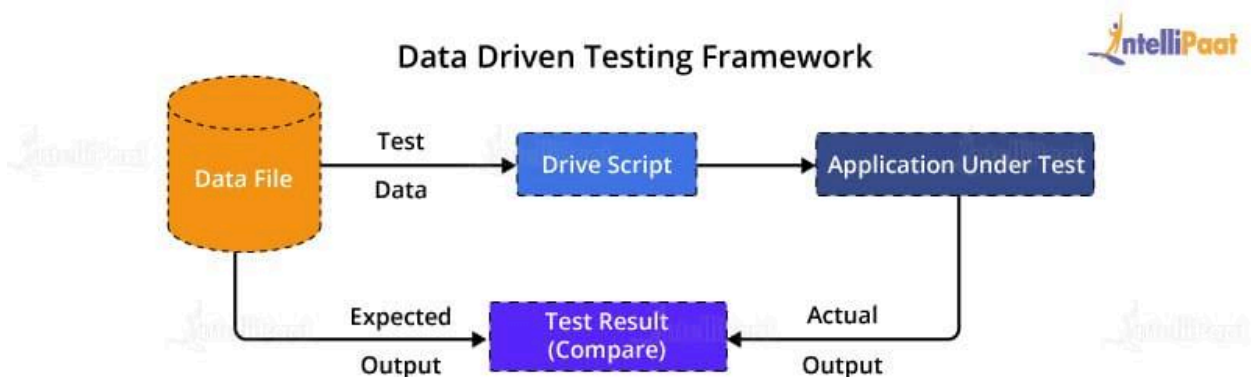 IntelliPaat
Data Driven Testing Framework
Data File
Test
Data
Drive Script
Application Under Test
Expected
Output
Test Result
(Compare)
Actual
Output